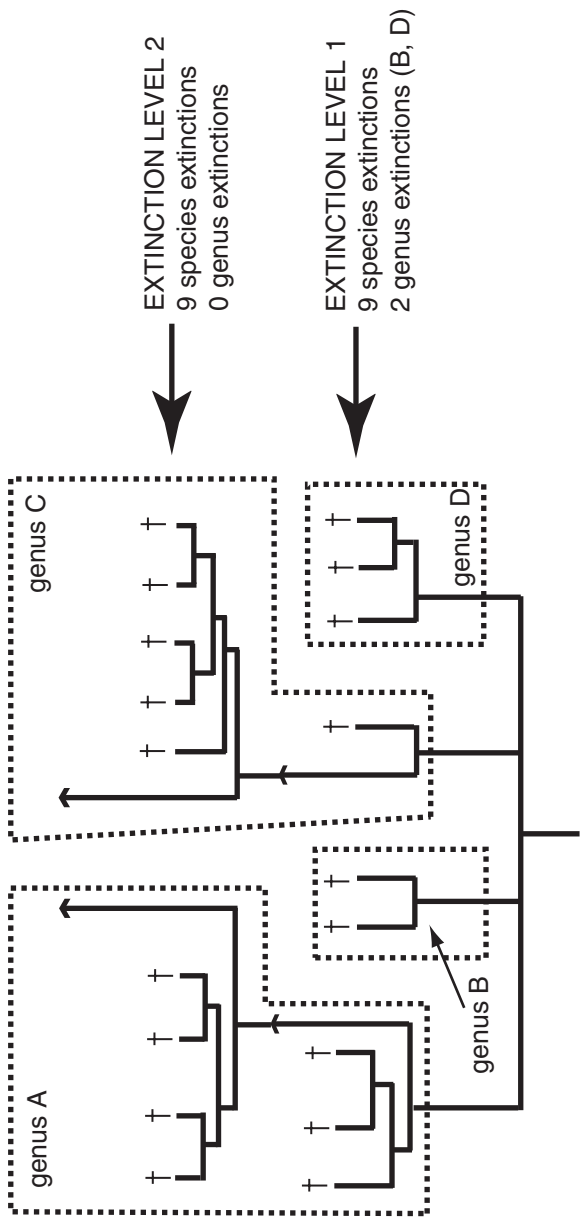 genus A
genus C
EXTINCTION LEVEL 2
9 species extinctions
0 genus extinctions
genus B
genus D
EXTINCTION LEVEL 1
9 species extinctions
2 genus extinctions (B, D)